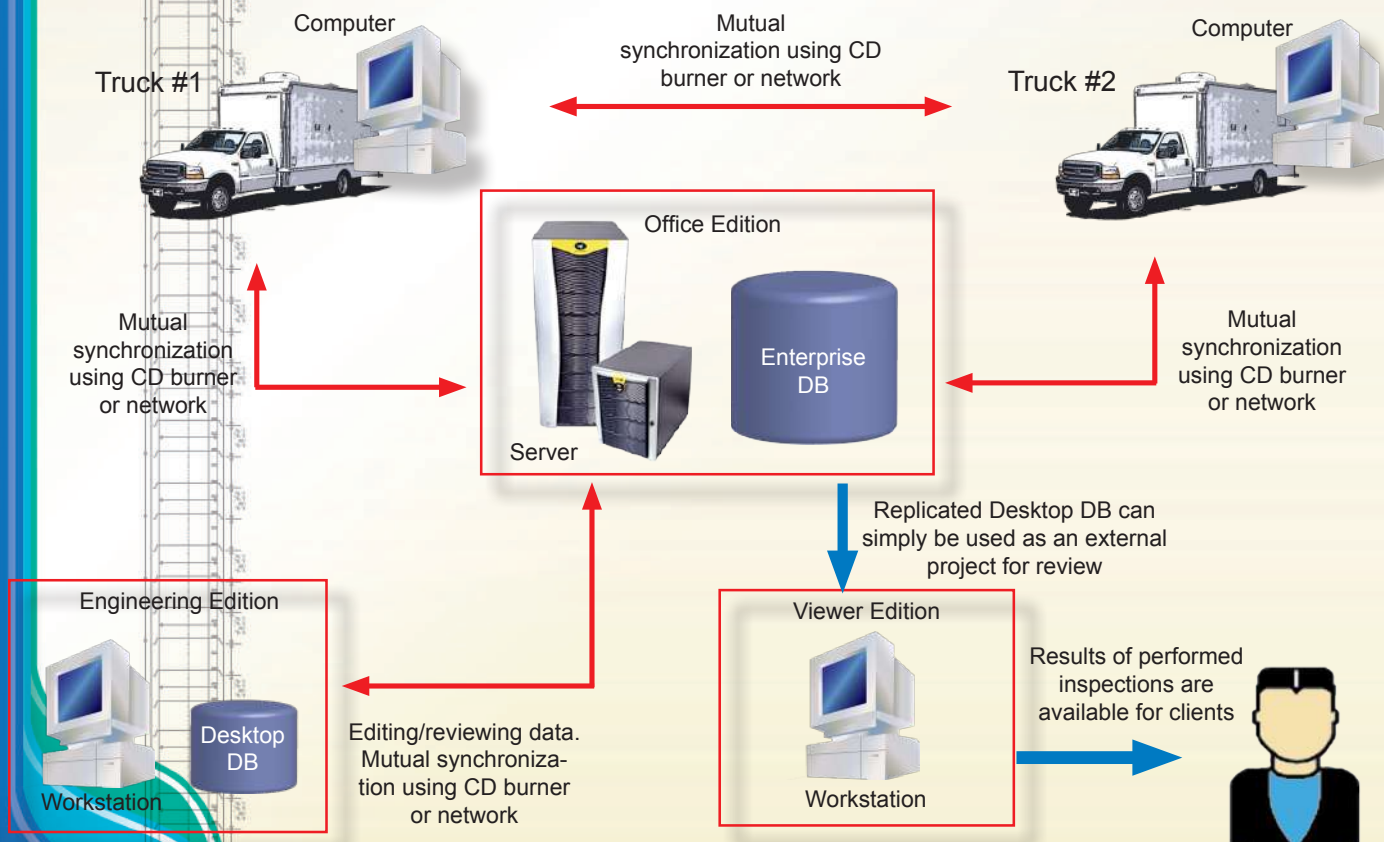 Computer
Mutual
synchronization using CD
burner or network
Computer
Truck #1
Truck #2
Office Edition
Mutual
synchronization
using CD burner
or network
Enterprise
DB
Mutual
synchronization
using CD burner
or network
Server
Replicated Desktop DB can
simply be used as an external
project for review
Engineering Edition
Viewer Edition
Results of performed
inspections are
available for clients
Desktop
DB
Editing/reviewing data.
Mutual synchroniza-
tion using CD burner
or network
Workstation
Workstation